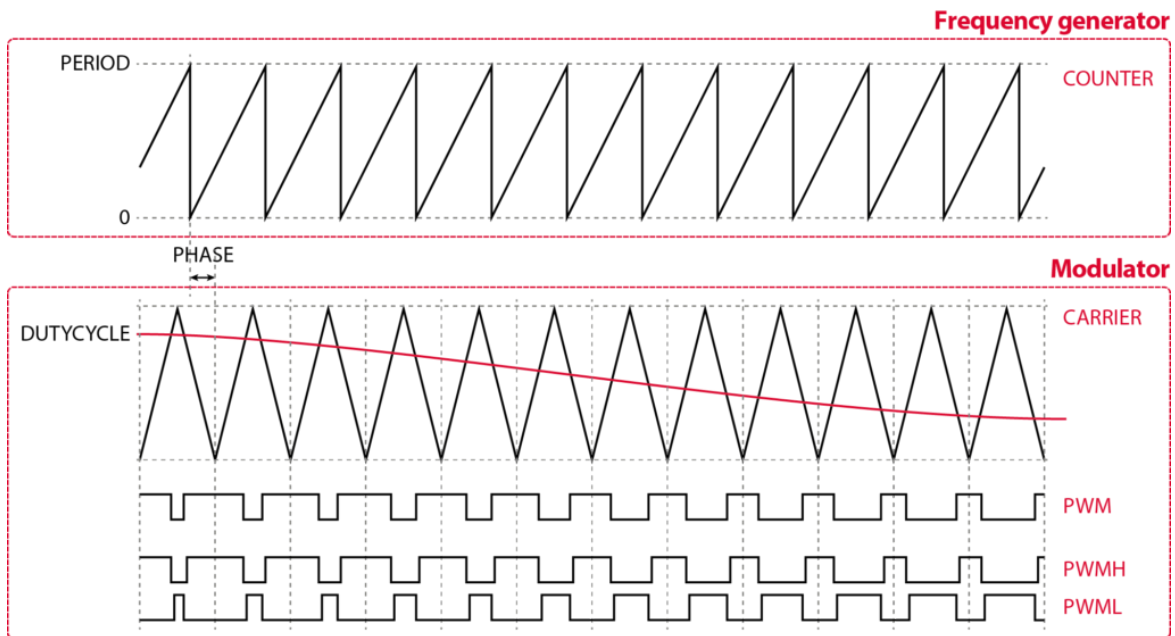 Frequency generator
PERIOD
COUNTER
0
PHASE
Modulator
DUTYCYCLE
CARRIER
PWM
PWMH
PWML